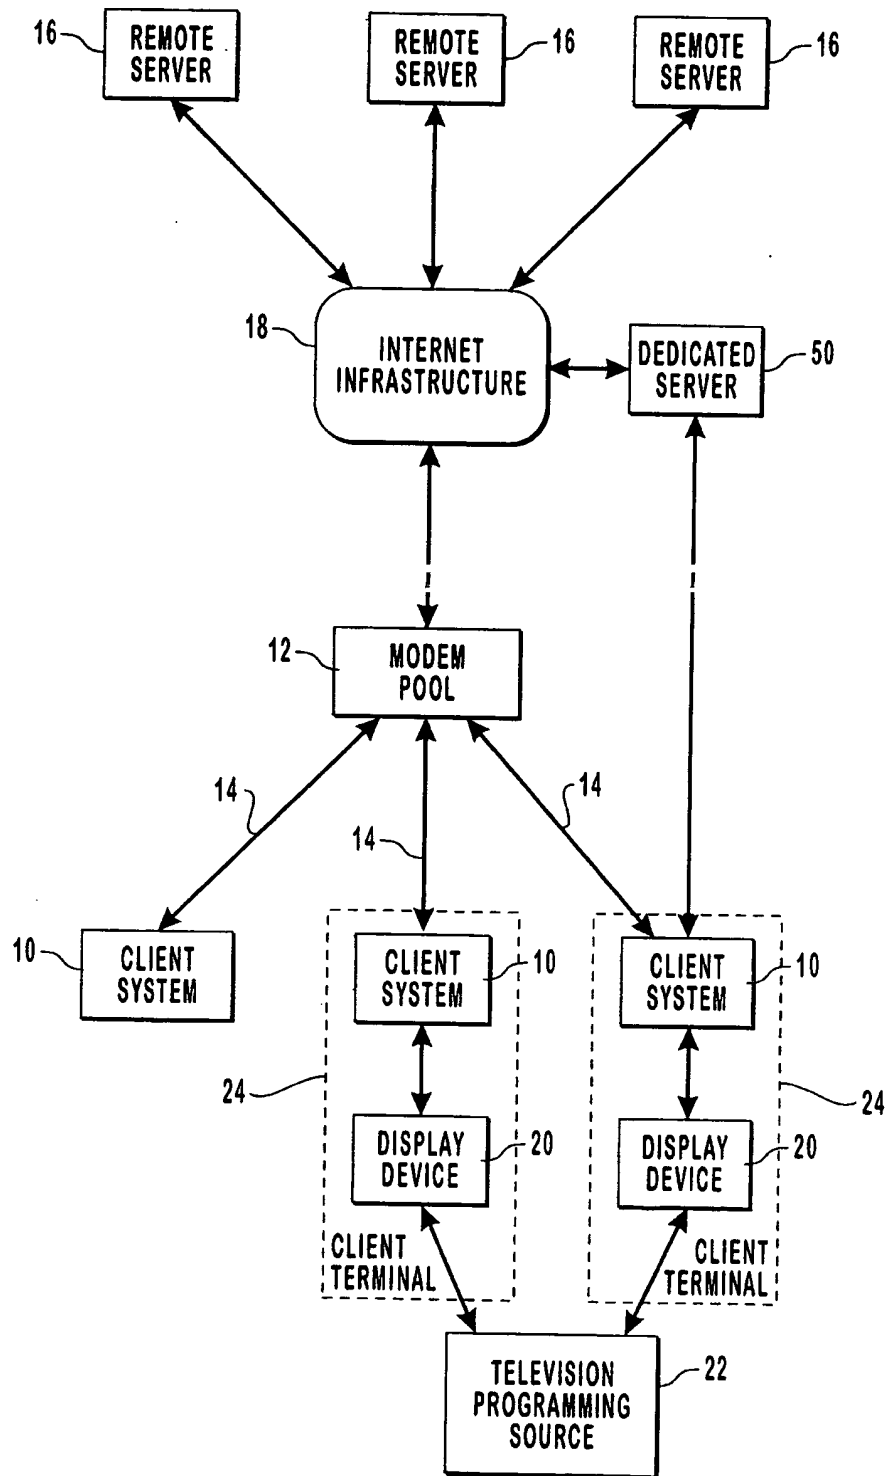 16
REMOTE
SERVER
REMOTE
SERVER
16
REMOTE
SERVER
16
18
INTERNET
INFRASTRUCTURE
DEDICATED
SERVER
50
12
MODEM
POOL
14
14
14
10
CLIENT
SYSTEM
CLIENT
SYSTEM
10
CLIENT
SYSTEM
10
24
24
DISPLAY
DEVICE
20
DISPLAY
DEVICE
20
CLIENT
TERMINAL
CLIENT
TERMINAL
TELEVISION
PROGRAMMING
SOURCE
22